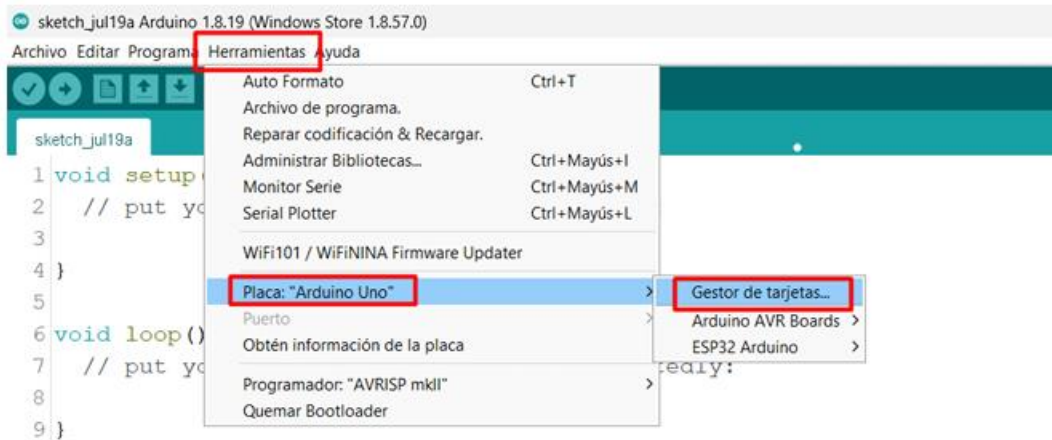 sketch_jul19a Arduino 1.8.19 (Windows Store 1.8.57.0)
Archivo Editar Programa Herramientas Ayuda
sketch_jul19a
1 void setup
2 // put yo
3
4 }
5
6 void loop()
7 // put yo
8
9 }
Auto Formato Ctrl+T
Archivo de programa.
Reparar codificación & Recargar.
Administrar Bibliotecas... Ctrl+Mayús+I
Monitor Serie Ctrl+Mayús+M
Serial Plotter Ctrl+Mayús+L
WiFi101 / WiFiNINA Firmware Updater
Placa: "Arduino Uno"
Puerto
Obtén información de la placa
Programador: "AVRISP mkII"
Quemar Bootloader
Gestor de tarjetas...
Arduino AVR Boards
ESP32 Arduino